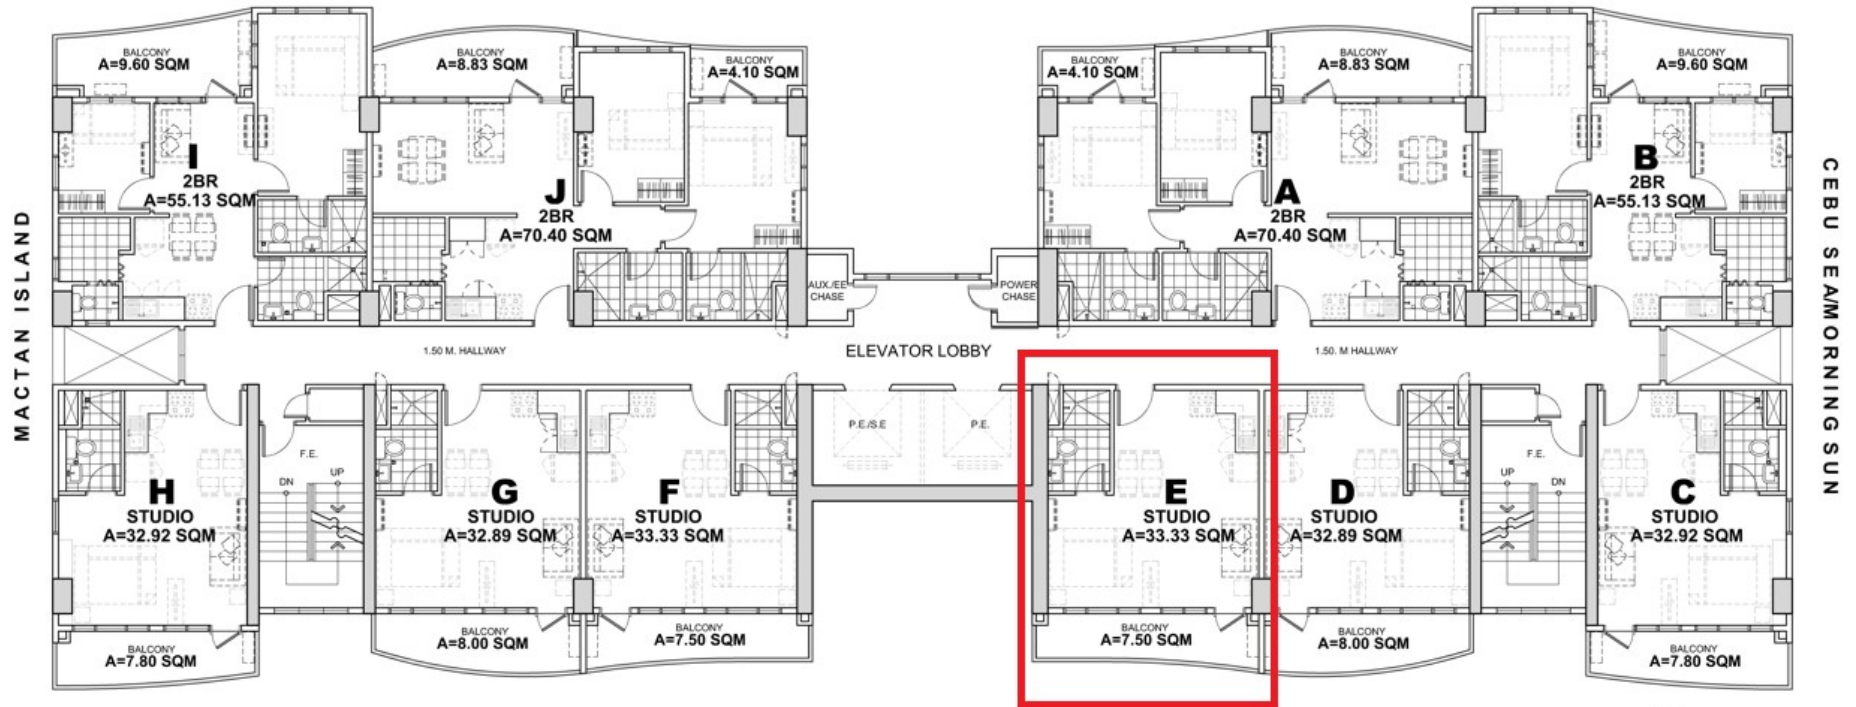 BALCONY
A=9.60 SQM
BALCONY
A=8.83 SQM
BALCONY
A=4.10 SQM
BALCONY
A=4.10 SQM
BALCONY
A=8.83 SQM
BALCONY
A=9.60 SQM
I
2BR
A=55.13 SQM
J
2BR
A=70.40 SQM
A
2BR
A=70.40 SQM
B
2BR
A=55.13 SQM
MACTAN ISLAND
CEBU SEA/MORNING SUN
AUX/EE
CHASE
POWER
CHASE
1.50 M. HALLWAY
ELEVATOR LOBBY
1.50. M HALLWAY
P.E./S.E
P.E.
F.E.
UP
DN
F.E.
UP
DN
H
STUDIO
A=32.92 SQM
G
STUDIO
A=32.89 SQM
F
STUDIO
A=33.33 SQM
E
STUDIO
A=33.33 SQM
D
STUDIO
A=32.89 SQM
C
STUDIO
A=32.92 SQM
BALCONY
A=7.80 SQM
BALCONY
A=8.00 SQM
BALCONY
A=7.50 SQM
BALCONY
A=7.50 SQM
BALCONY
A=8.00 SQM
BALCONY
A=7.80 SQM